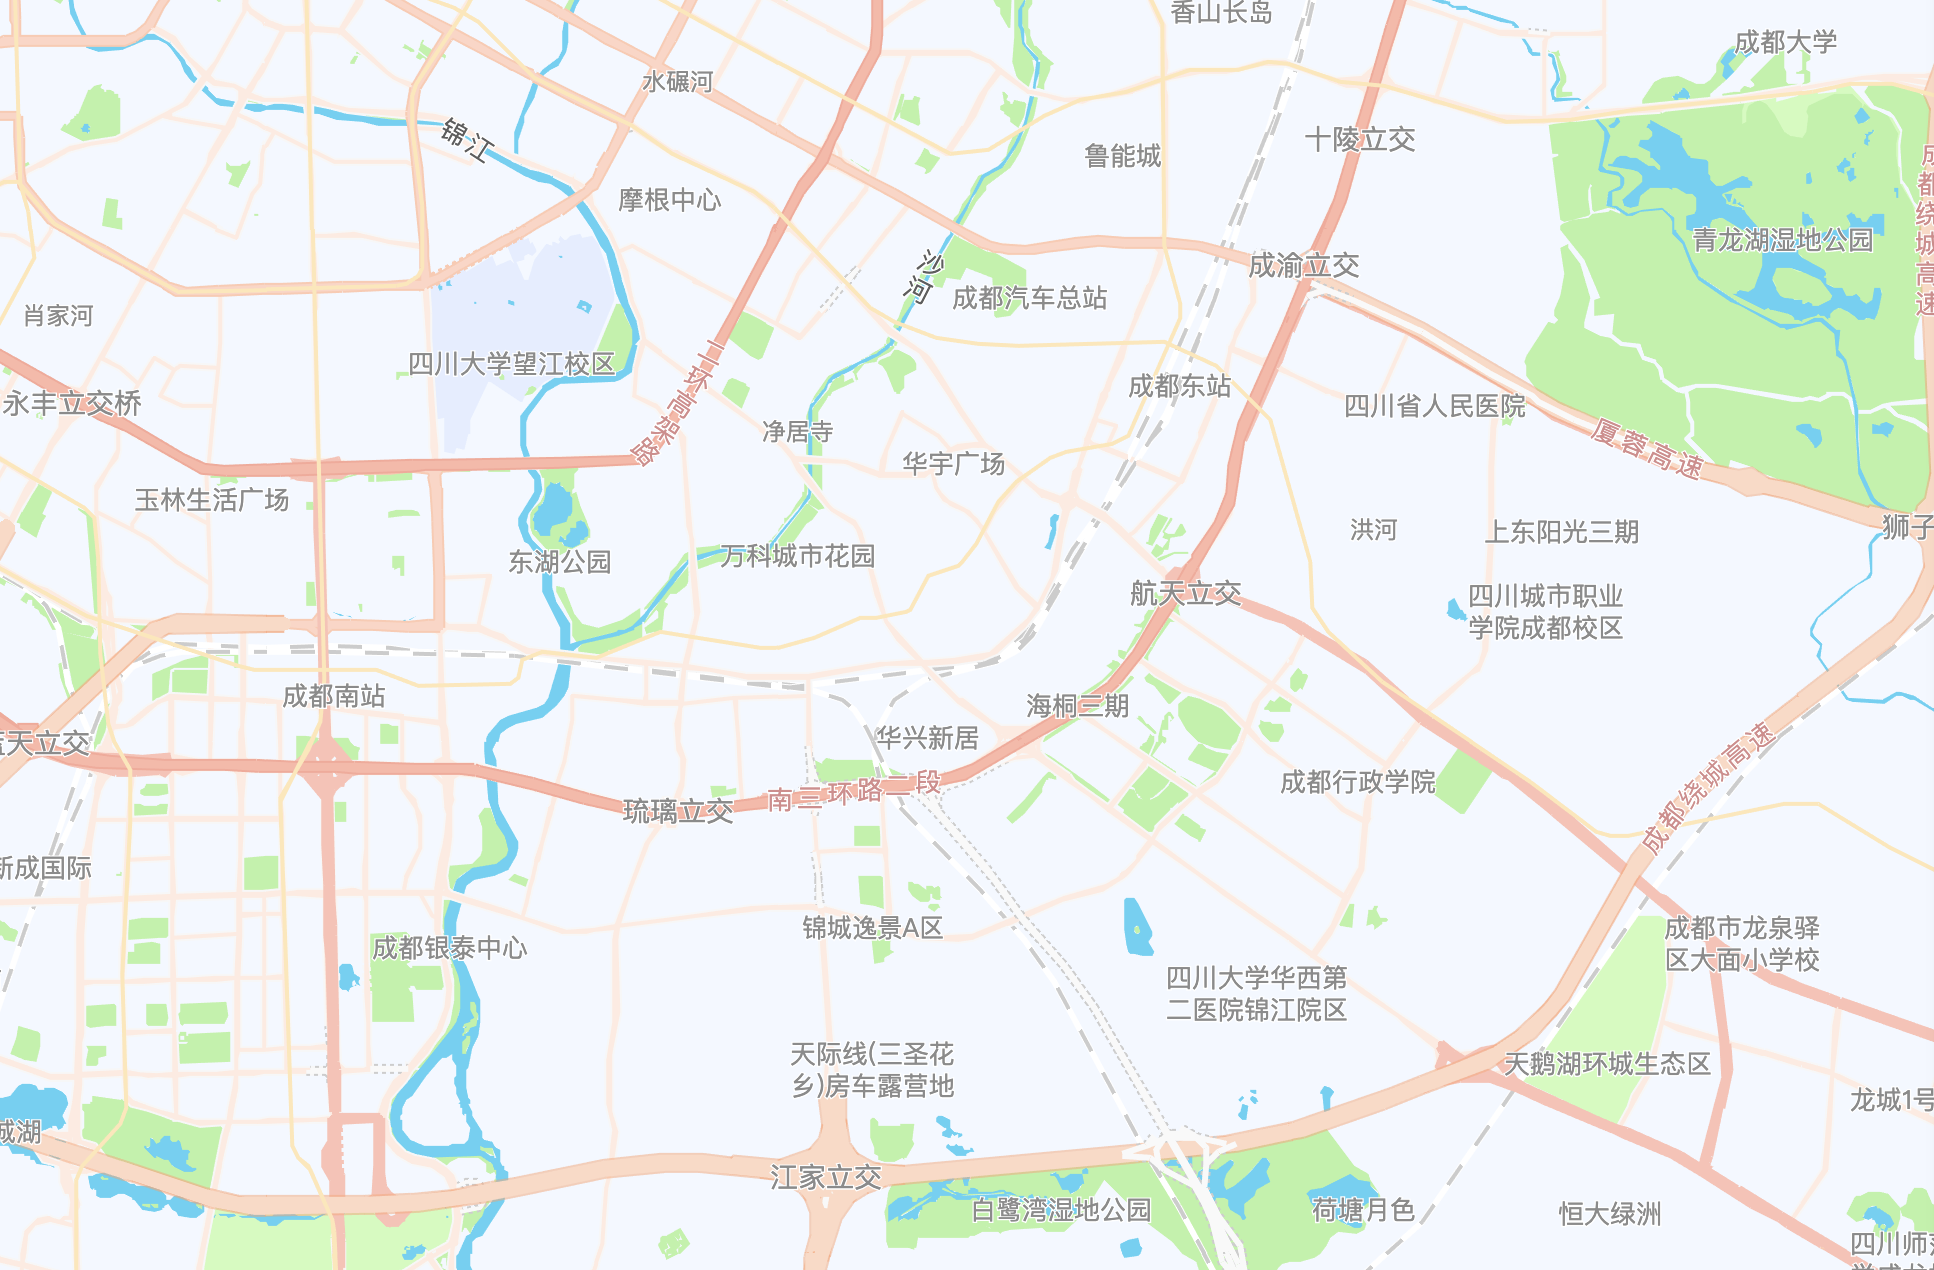 香山长岛
成都大学
水碾河
锦江
十陵立交
鲁能城
成都绕城高速
摩根中心
青龙湖湿地公园
沙河
成渝立交
成都汽车总站
肖家河
四川大学望江校区
二环高架路
成都东站
永丰立交桥
四川省人民医院
净居寺
厦蓉高速
华宇广场
玉林生活广场
洪河
上东阳光三期
狮子
东湖公园
万科城市花园
航天立交
四川城市职业
学院成都校区
成都南站
海桐三期
蓝天立交
华兴新居
成都绕城高速
成都行政学院
南三环路二段
琉璃立交
新成国际
锦城逸景A区
成都市龙泉驿
区大面小学校
成都银泰中心
四川大学华西第
二医院锦江院区
天际线(三圣花
乡)房车露营地
天鹅湖环城生态区
龙城1号
城湖
江家立交
白鹭湾湿地公园
荷塘月色
恒大绿洲
四川师范